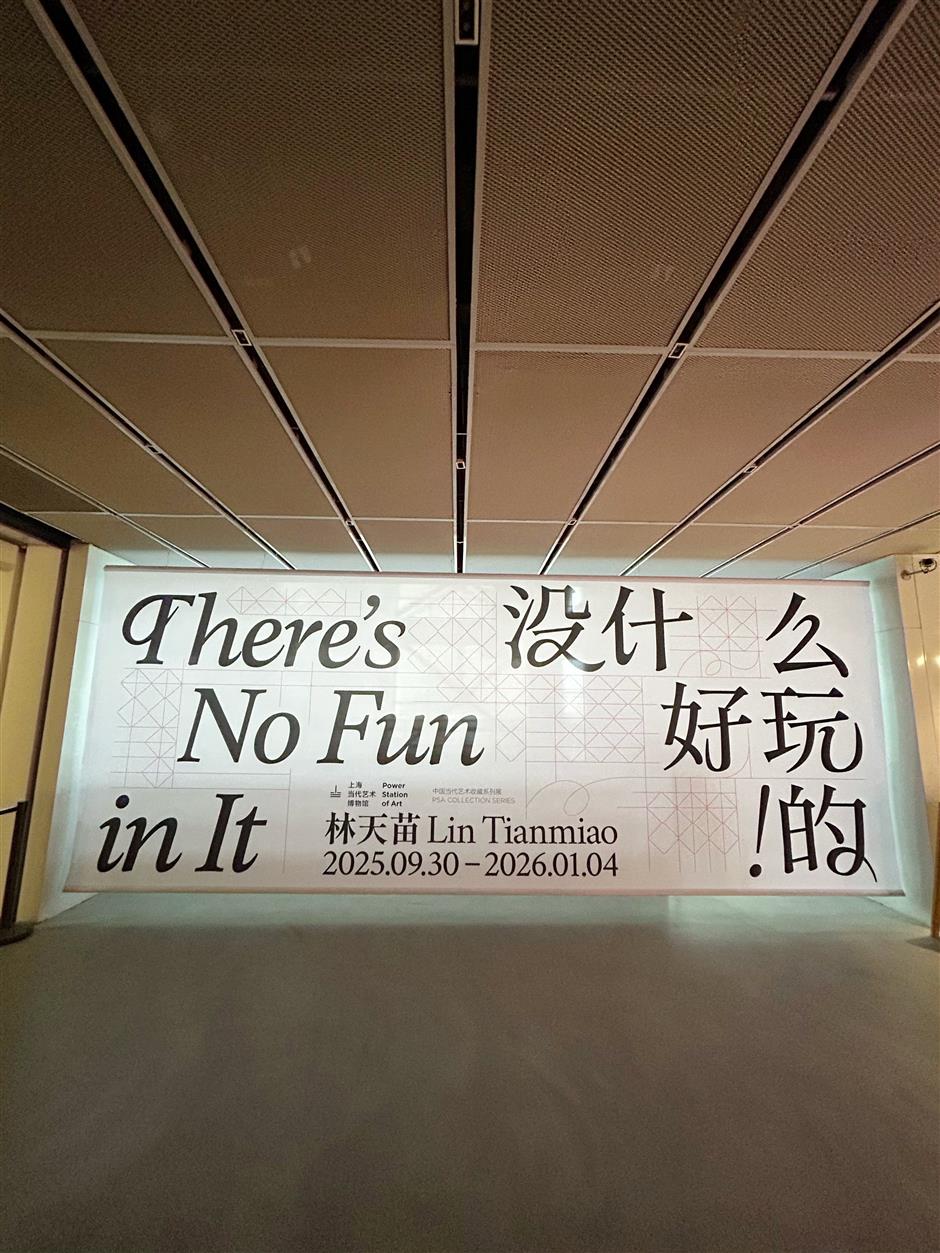 There's
No Fun
in It
没什么
好玩
!的
上海
当代艺术
博物馆
Power
Station
of Art
中国当代艺术收藏系列展
PSA COLLECTION SERIES
林天苗 Lin Tianmiao
2025.09.30 – 2026.01.04